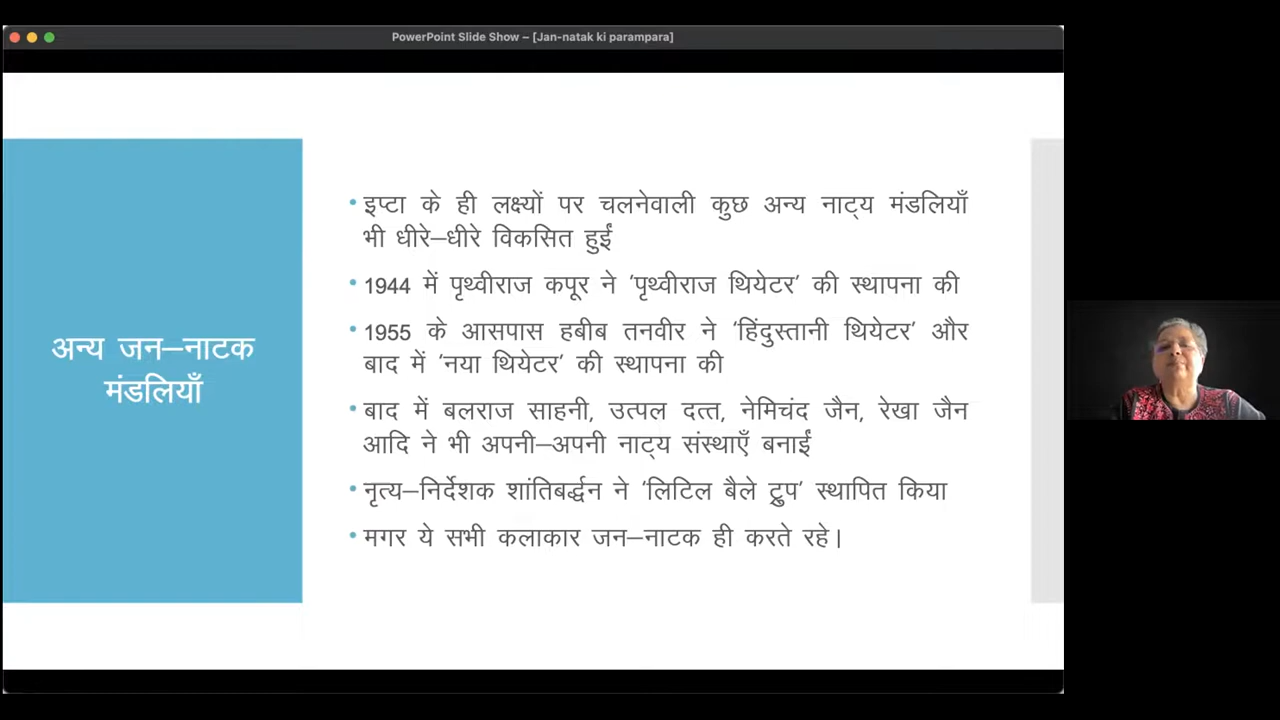 PowerPoint Slide Show – [Jan-natak ki parampara]
अन्य जन–नाटक
मंडलियाँ
• इप्टा के ही लक्ष्यों पर चलनेवाली कुछ अन्य नाट्य मंडलियाँ
भी धीरे–धीरे विकसित हुईं
• 1944 में पृथ्वीराज कपूर ने 'पृथ्वीराज थियेटर' की स्थापना की
• 1955 के आसपास हबीब तनवीर ने 'हिंदुस्तानी थियेटर' और
बाद में 'नया थियेटर' की स्थापना की
• बाद में बलराज साहनी, उत्पल दत्त, नेमिचंद जैन, रेखा जैन
आदि ने भी अपनी–अपनी नाट्य संस्थाएँ बनाईं
• नृत्य–निर्देशक शांतिबर्द्धन ने 'लिटिल बैले ट्रुप' स्थापित किया
• मगर ये सभी कलाकार जन–नाटक ही करते रहे।